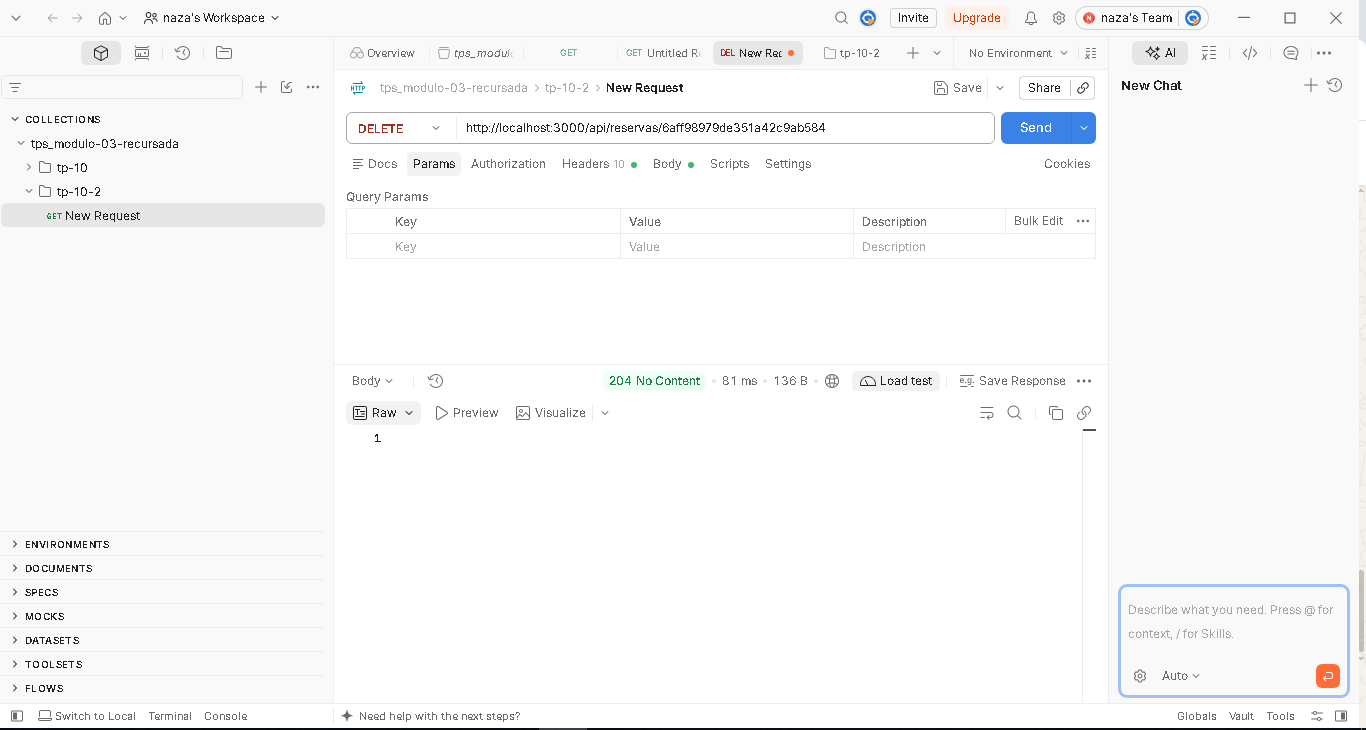 naza's Workspace
Invite
Upgrade
naza's Team
Overview
tps_modulo
GET
GET Untitled Re
DEL New Rec
tp-10-2
No Environment
AI
tps_modulo-03-recursada > tp-10-2 > New Request
Save
Share
New Chat
COLLECTIONS
tps_modulo-03-recursada
tp-10
tp-10-2
GET New Request
DELETE
http://localhost:3000/api/reservas/6aff98979de351a42c9ab584
Send
Docs
Params
Authorization
Headers 10
Body
Scripts
Settings
Cookies
Query Params
Key
Value
Description
Bulk Edit
Key
Value
Description
Body
204 No Content
81 ms
136 B
Load test
e.g. Save Response
Raw
Preview
Visualize
1
ENVIRONMENTS
DOCUMENTS
SPECS
MOCKS
DATASETS
TOOLSETS
FLOWS
Describe what you need. Press @ for
context, / for Skills.
Auto
Switch to Local
Terminal
Console
Need help with the next steps?
Globals
Vault
Tools